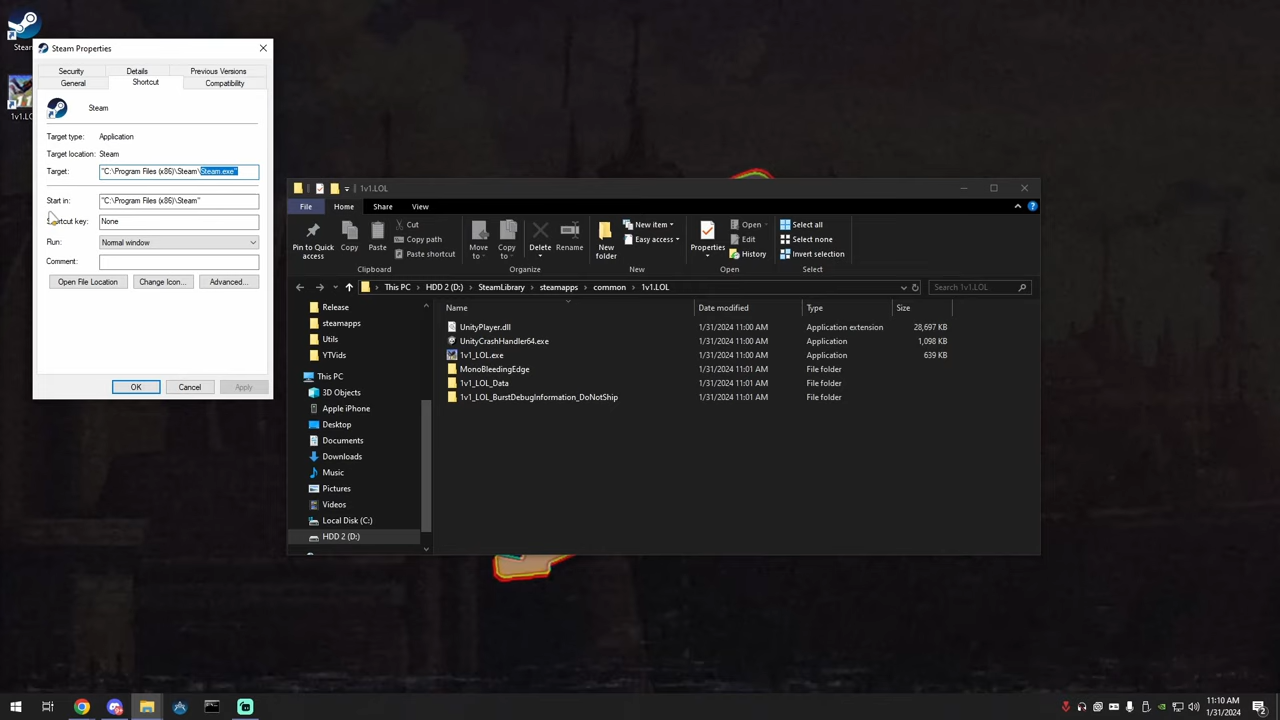 Steam
Steam Properties
Security
Details
Previous Versions
General
Shortcut
Compatibility
Steam
Target type: Application
Target location: Steam
Target: "C:\Program Files (x86)\Steam\Steam.exe"
Start in: "C:\Program Files (x86)\Steam"
Shortcut key: None
Run: Normal window
Comment:
Open File Location
Change Icon...
Advanced...
OK
Cancel
Apply
1v1.LOL
File
Home
Share
View
Pin to Quick
access
Copy
Paste
Cut
Copy path
Paste shortcut
Clipboard
Move
to
Copy
to
Delete
Rename
Organize
New
folder
New item
Easy access
New
Properties
Open
Edit
History
Open
Select all
Select none
Invert selection
Select
This PC
HDD 2 (D:)
SteamLibrary
steamapps
common
1v1.LOL
Search 1v1.LOL
Release
steamapps
Utils
YTVids
This PC
3D Objects
Apple iPhone
Desktop
Documents
Downloads
Music
Pictures
Videos
Local Disk (C:)
HDD 2 (D:)
Name Date modified Type Size
UnityPlayer.dll 1/31/2024 11:00 AM Application extension 28,697 KB
UnityCrashHandler64.exe 1/31/2024 11:00 AM Application 1,098 KB
1v1_LOL.exe 1/31/2024 11:00 AM Application 639 KB
MonoBleedingEdge 1/31/2024 11:01 AM File folder
1v1_LOL_Data 1/31/2024 11:01 AM File folder
1v1_LOL_BurstDebugInformation_DoNotShip 1/31/2024 11:01 AM File folder
11:10 AM
1/31/2024